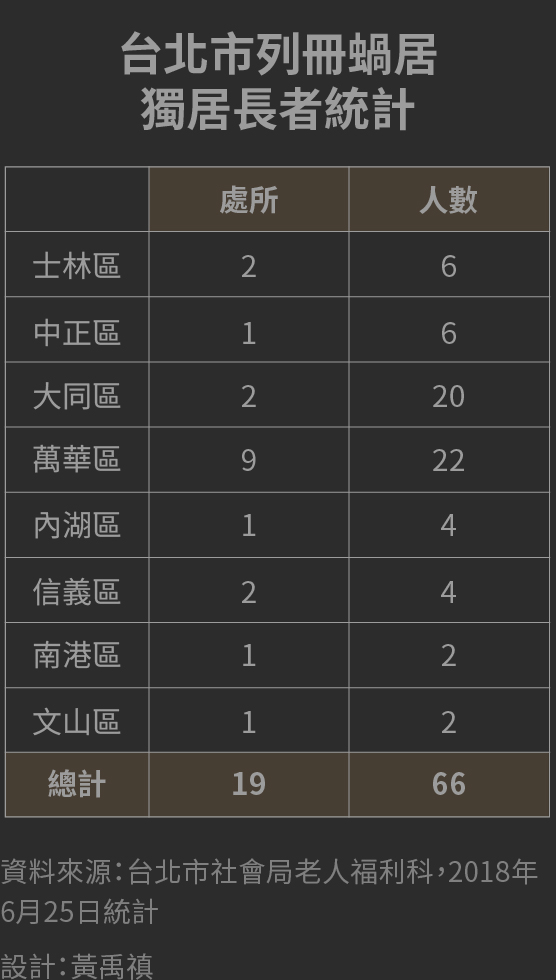 台北市列冊蝸居
獨居長者統計
處所 人數
士林區 2 6
中正區 1 6
大同區 2 20
萬華區 9 22
內湖區 1 4
信義區 2 4
南港區 1 2
文山區 1 2
總計 19 66
資料來源：台北市社會局老人福利科，2018年
6月25日統計
設計：黃禹禛